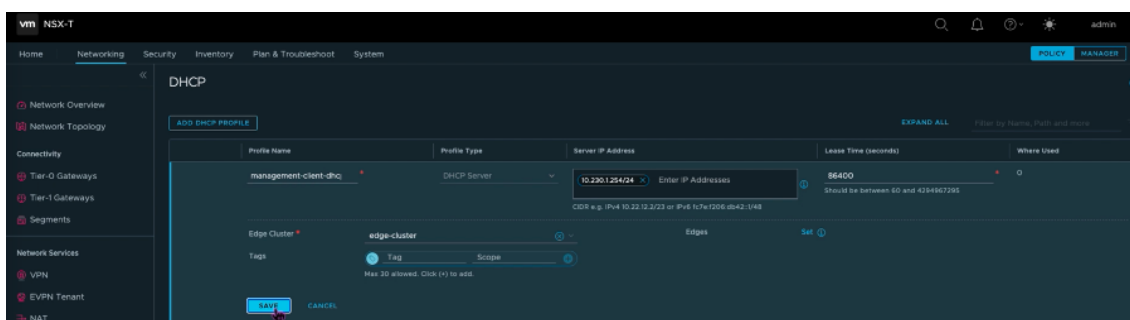 vm NSX-T admin
Home Networking Security Inventory Plan & Troubleshoot System POLICY MANAGER
DHCP
Network Overview
Network Topology
ADD DHCP PROFILE EXPAND ALL Filter by Name, Path and more
Connectivity
Profile Name Profile Type Server IP Address Lease Time (seconds) Where Used
Tier-0 Gateways
management-client-dhc * DHCP Server 10.230.1.254/24 Enter IP Addresses 86400 * 0
Should be between 60 and 4294967295
Tier-1 Gateways
CIDR e.g. IPv4 10.22.12.2/23 or IPv6 fc7e:f206:db42::1/48
Segments
Edge Cluster * edge-cluster Edges Set
Network Services
Tags Tag Scope
VPN
Max 30 allowed. Click (+) to add.
EVPN Tenant
SAVE CANCEL
NAT